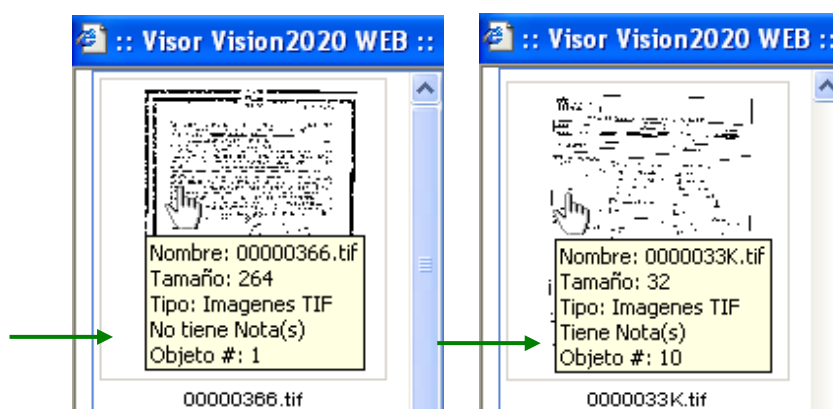 :: Visor Vision2020 WEB ::
Nombre: 00000366.tif
Tamaño: 264
Tipo: Imagenes TIF
No tiene Nota(s)
Objeto #: 1
00000366.tif
:: Visor Vision2020 WEB ::
Nombre: 0000033K.tif
Tamaño: 32
Tipo: Imagenes TIF
Tiene Nota(s)
Objeto #: 10
0000033K.tif